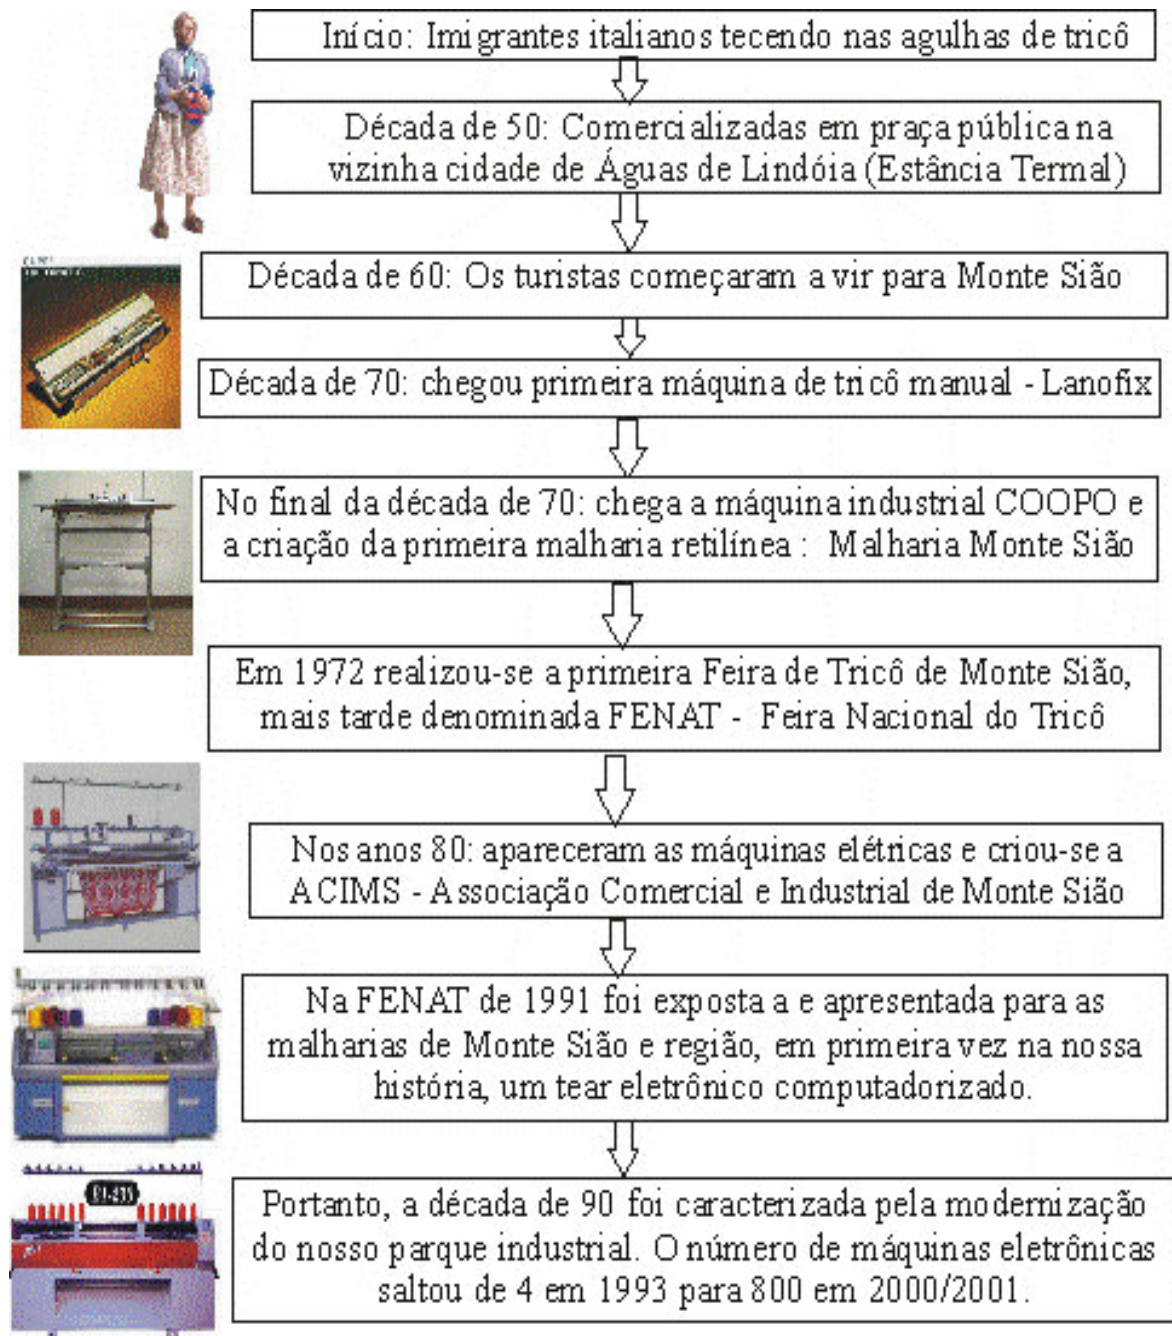 Início: Imigrantes italianos tecendo nas agulhas de tricô
Década de 50: Comercializadas em praça pública na
vizinha cidade de Águas de Lindóia (Estância Termal)
Década de 60: Os turistas começaram a vir para Monte Sião
Década de 70: chegou primeira máquina de tricô manual - Lanofix
No final da década de 70: chega a máquina industrial COOPO e
a criação da primeira malharia retilínea : Malharia Monte Sião
Em 1972 realizou-se a primeira Feira de Tricô de Monte Sião,
mais tarde denominada FENAT - Feira Nacional do Tricô
Nos anos 80: apareceram as máquinas elétricas e criou-se a
ACIMS - Associação Comercial e Industrial de Monte Sião
Na FENAT de 1991 foi exposta a e apresentada para as
malharias de Monte Sião e região, em primeira vez na nossa
história, um tear eletrônico computadorizado.
Portanto, a década de 90 foi caracterizada pela modernização
do nosso parque industrial. O número de máquinas eletrônicas
saltou de 4 em 1993 para 800 em 2000/2001.